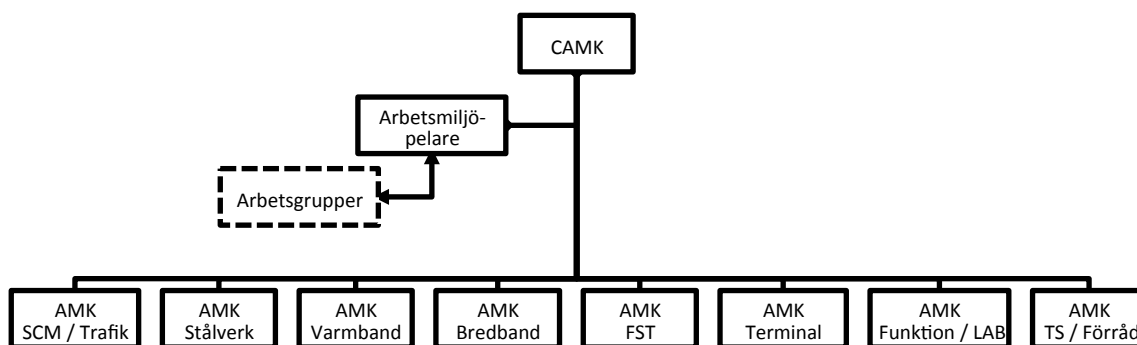 CAMK
Arbetsmiljö-
pelare
Arbetsgrupper
AMK
SCM / Trafik
AMK
Stålverk
AMK
Varmband
AMK
Bredband
AMK
FST
AMK
Terminal
AMK
Funktion / LAB
AMK
TS / Förråd